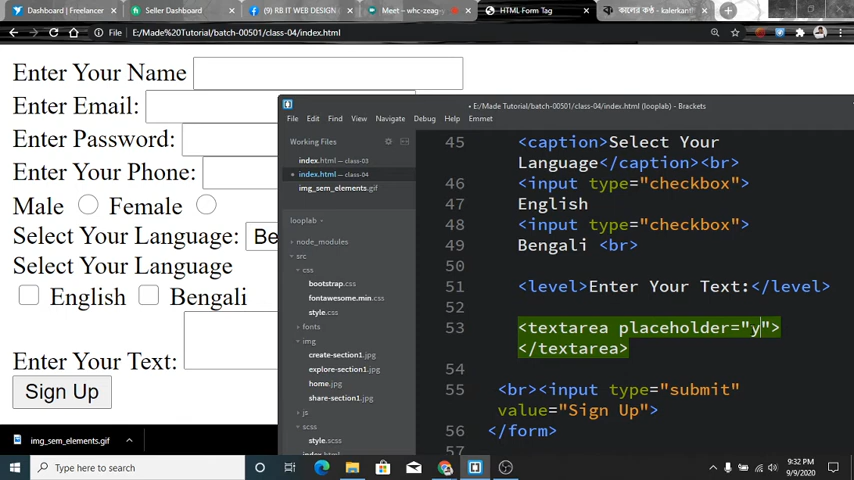 Dashboard | Freelancer
Seller Dashboard
(9) RB IT WEB DESIGN
Meet – whc-zeag-
HTML Form Tag
কালের কণ্ঠ - kalerkan
File | E:/Made%20Tutorial/batch-00501/class-04/index.html
Enter Your Name
Enter Email:
Enter Password:
Enter Your Phone:
Male Female
Select Your Language: Be
Select Your Language
English Bengali
Enter Your Text:
Sign Up
• E:/Made Tutorial/batch-00501/class-04/index.html (looplab) - Brackets
File Edit Find View Navigate Debug Help
Emmet
Working Files
index.html — class-03
index.html — class-04
img_sem_elements.gif
looplab
node_modules
src
css
bootstrap.css
fontawesome.min.css
style.css
fonts
img
create-section1.jpg
explore-section1.jpg
home.jpg
share-section1.jpg
js
scss
style.scss
45 <caption>Select Your
Language</caption><br>
46 <input type="checkbox">
47 English
48 <input type="checkbox">
49 Bengali <br>
50
51 <level>Enter Your Text:</level>
52
53 <textarea placeholder="y">
</textarea>
54
55 <br><input type="submit"
value="Sign Up">
56 </form>
57
img_sem_elements.gif
Type here to search
9:32 PM
9/9/2020